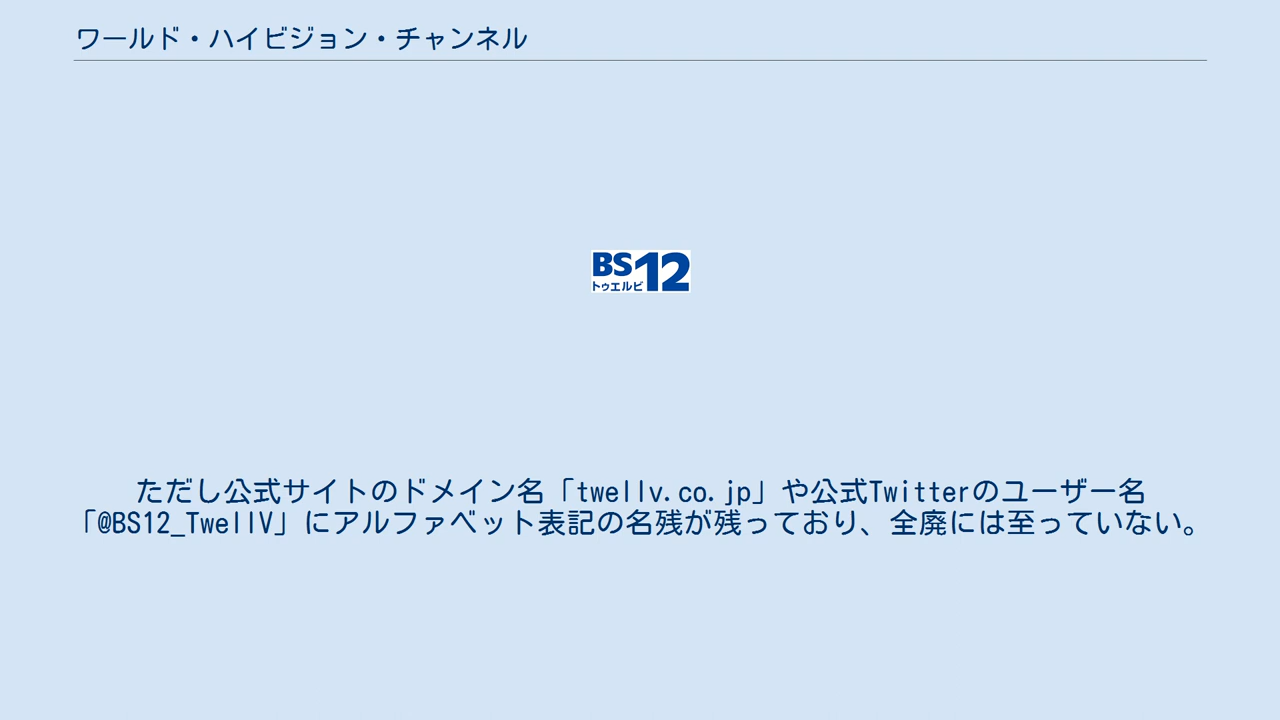 ワールド・ハイビジョン・チャンネル
BS12
トゥエルビ
ただし公式サイトのドメイン名「twellv.co.jp」や公式Twitterのユーザー名
「@BS12_TwellV」にアルファベット表記の名残が残っており、全廃には至っていない。